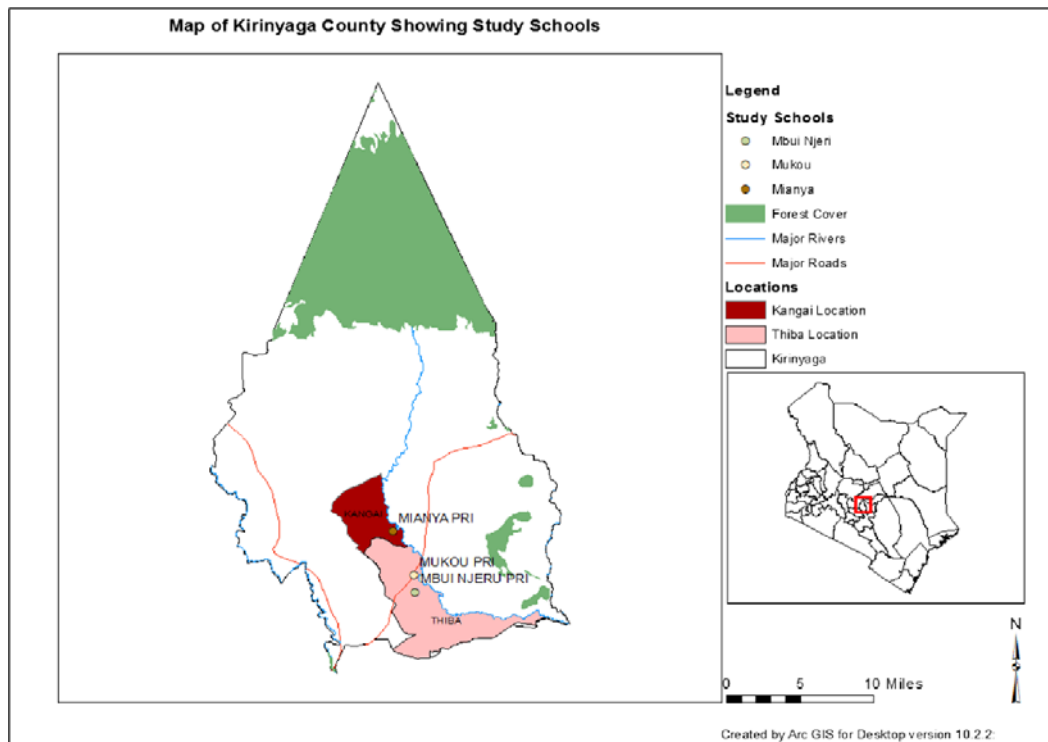 Map of Kirinyaga County Showing Study Schools
Legend
Study Schools
Mbui Njeri
Mukou
Mianya
Forest Cover
Major Rivers
Major Roads
Locations
Kangai Location
Thiba Location
Kirinyaga
KANGAI
MIANYA PRI
MUKOU PRI
MBUI NJERU PRI
THIBA
N
0 5 10 Miles
Created by Arc GIS for Desktop version 10.2.2: